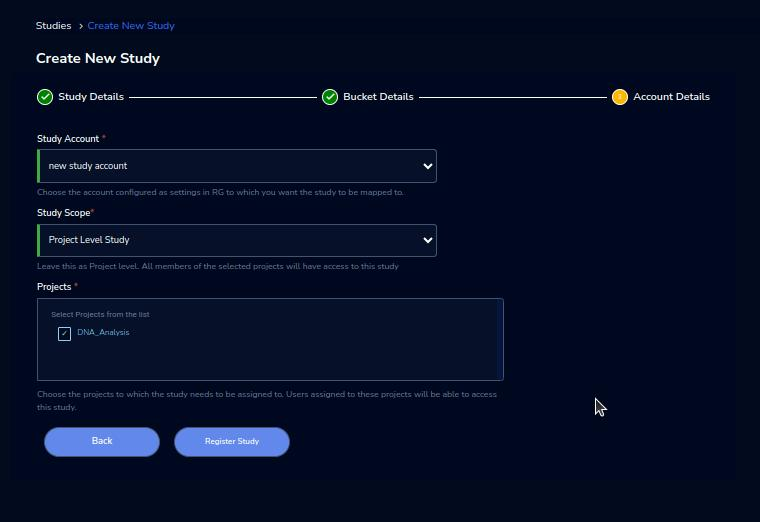 Studies > Create New Study
Create New Study
Study Details
Bucket Details
Account Details
Study Account *
new study account
Choose the account configured as settings in RG to which you want the study to be mapped to.
Study Scope*
Project Level Study
Leave this as Project level. All members of the selected projects will have access to this study
Projects *
Select Projects from the list
DNA_Analysis
Choose the projects to which the study needs to be assigned to. Users assigned to these projects will be able to access
this study.
Back
Register Study